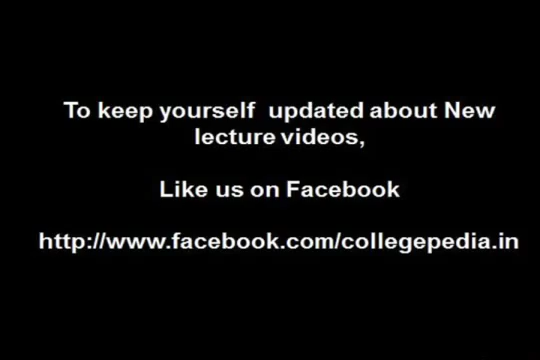 To keep yourself  updated about New
lecture videos,
Like us on Facebook
http://www.facebook.com/collegepedia.in